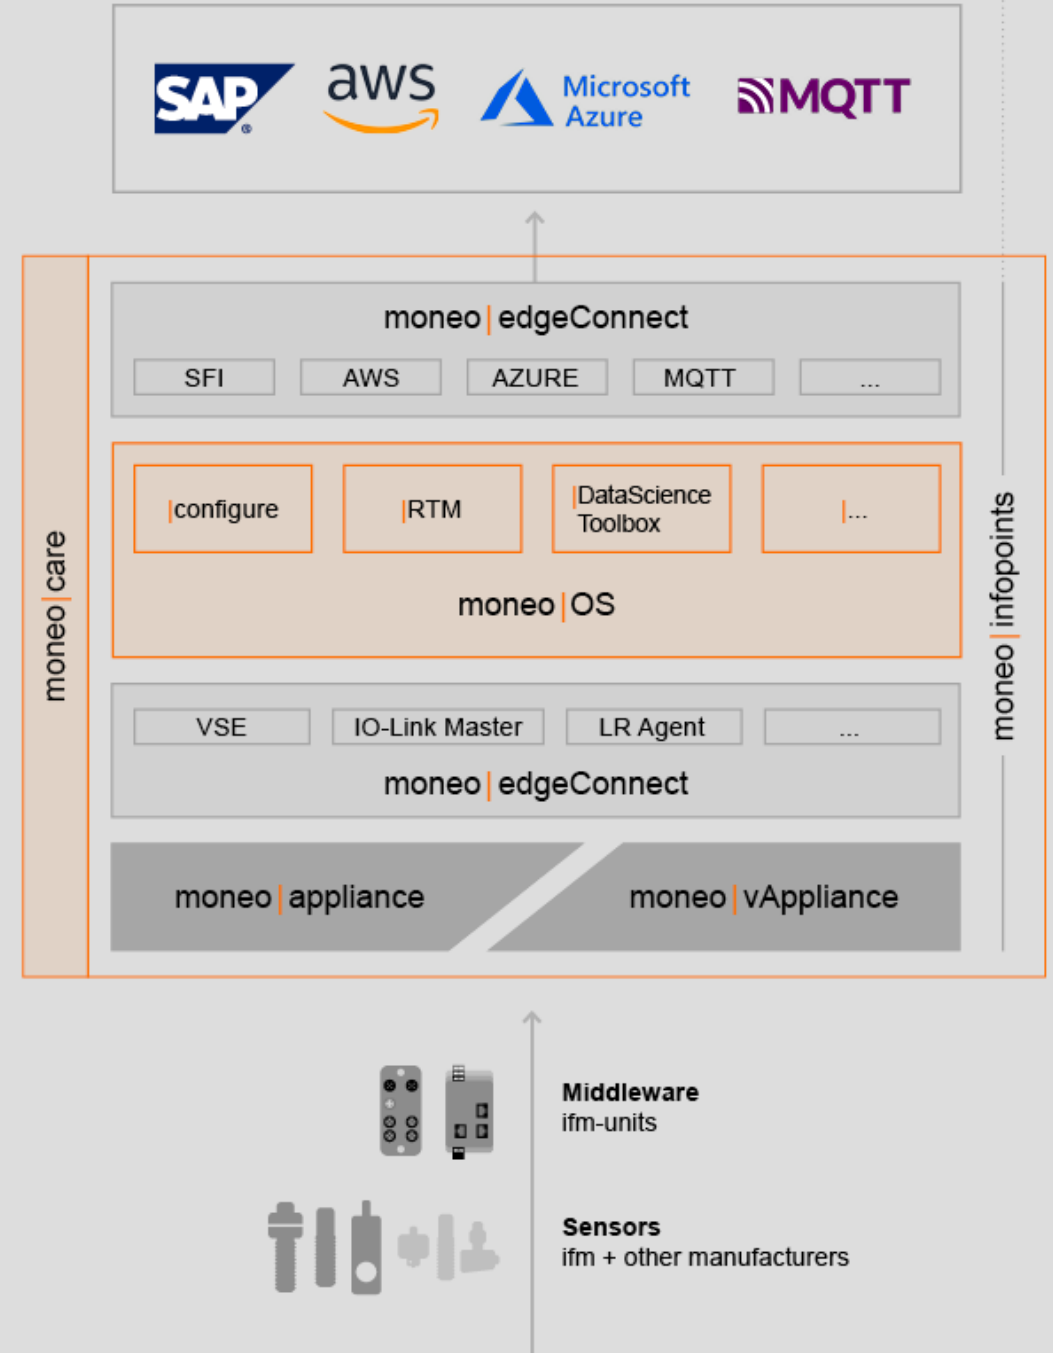 SAP®
aws
Microsoft
Azure
MQTT
moneo|edgeConnect
SFI
AWS
AZURE
MQTT
...
|configure
|RTM
|DataScience
Toolbox
|...
moneo|OS
moneo|care
moneo|infopoints
VSE
IO-Link Master
LR Agent
...
moneo|edgeConnect
moneo|appliance
moneo|vAppliance
Middleware
ifm-units
Sensors
ifm + other manufacturers